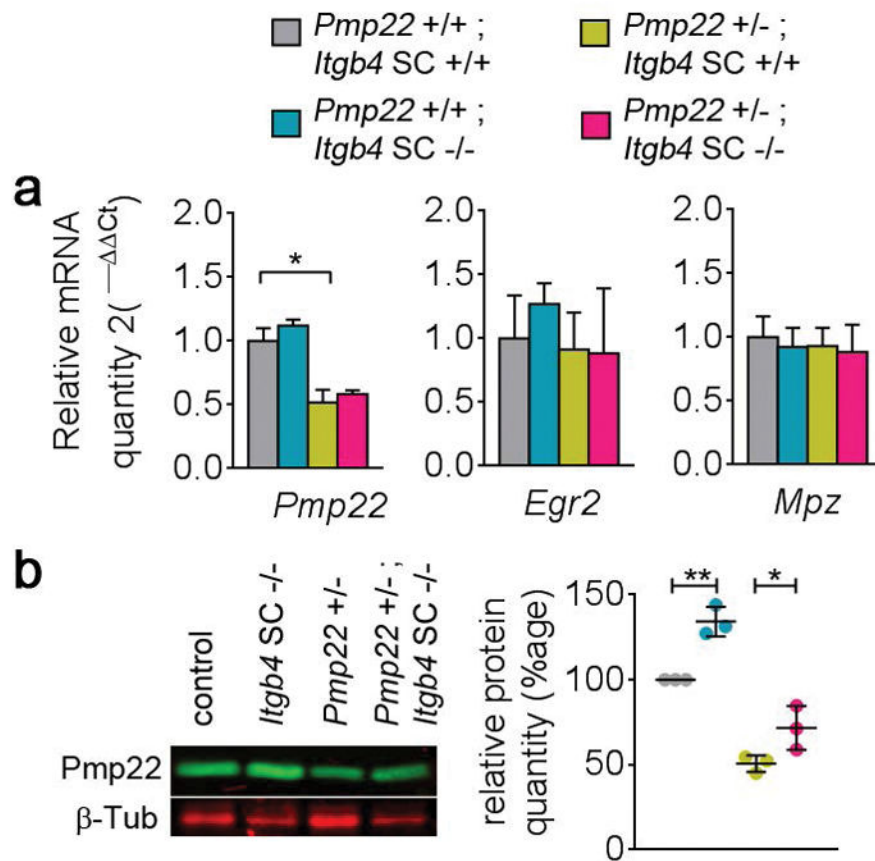 Pmp22 +/+ ;
Itgb4 SC +/+
Pmp22 +/- ;
Itgb4 SC +/+
Pmp22 +/+ ;
Itgb4 SC -/-
Pmp22 +/- ;
Itgb4 SC -/-
a
Relative mRNA
quantity 2(—ΔΔCt)
2.0
1.5
1.0
0.5
0.0
*
Pmp22
2.0
1.5
1.0
0.5
0.0
Egr2
2.0
1.5
1.0
0.5
0.0
Mpz
b
control
Itgb4 SC -/-
Pmp22 +/-
Pmp22 +/- ;
Itgb4 SC -/-
Pmp22
β-Tub
relative protein
quantity (%age)
150
100
50
0
**
*